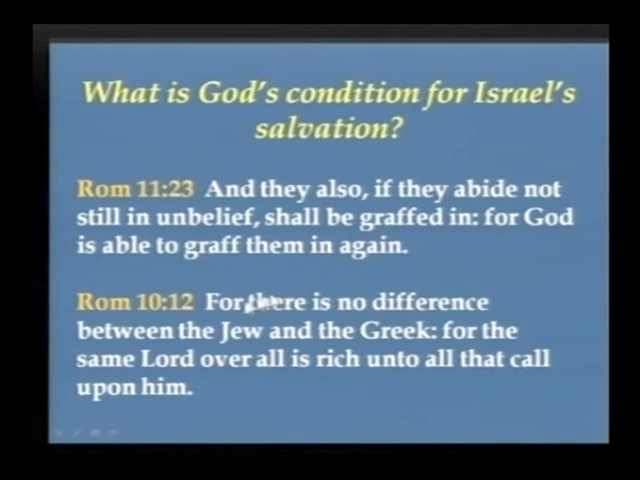 What is God's condition for Israel's
salvation?
Rom 11:23 And they also, if they abide not
still in unbelief, shall be graffed in: for God
is able to graff them in again.
Rom 10:12 For there is no difference
between the Jew and the Greek: for the
same Lord over all is rich unto all that call
upon him.